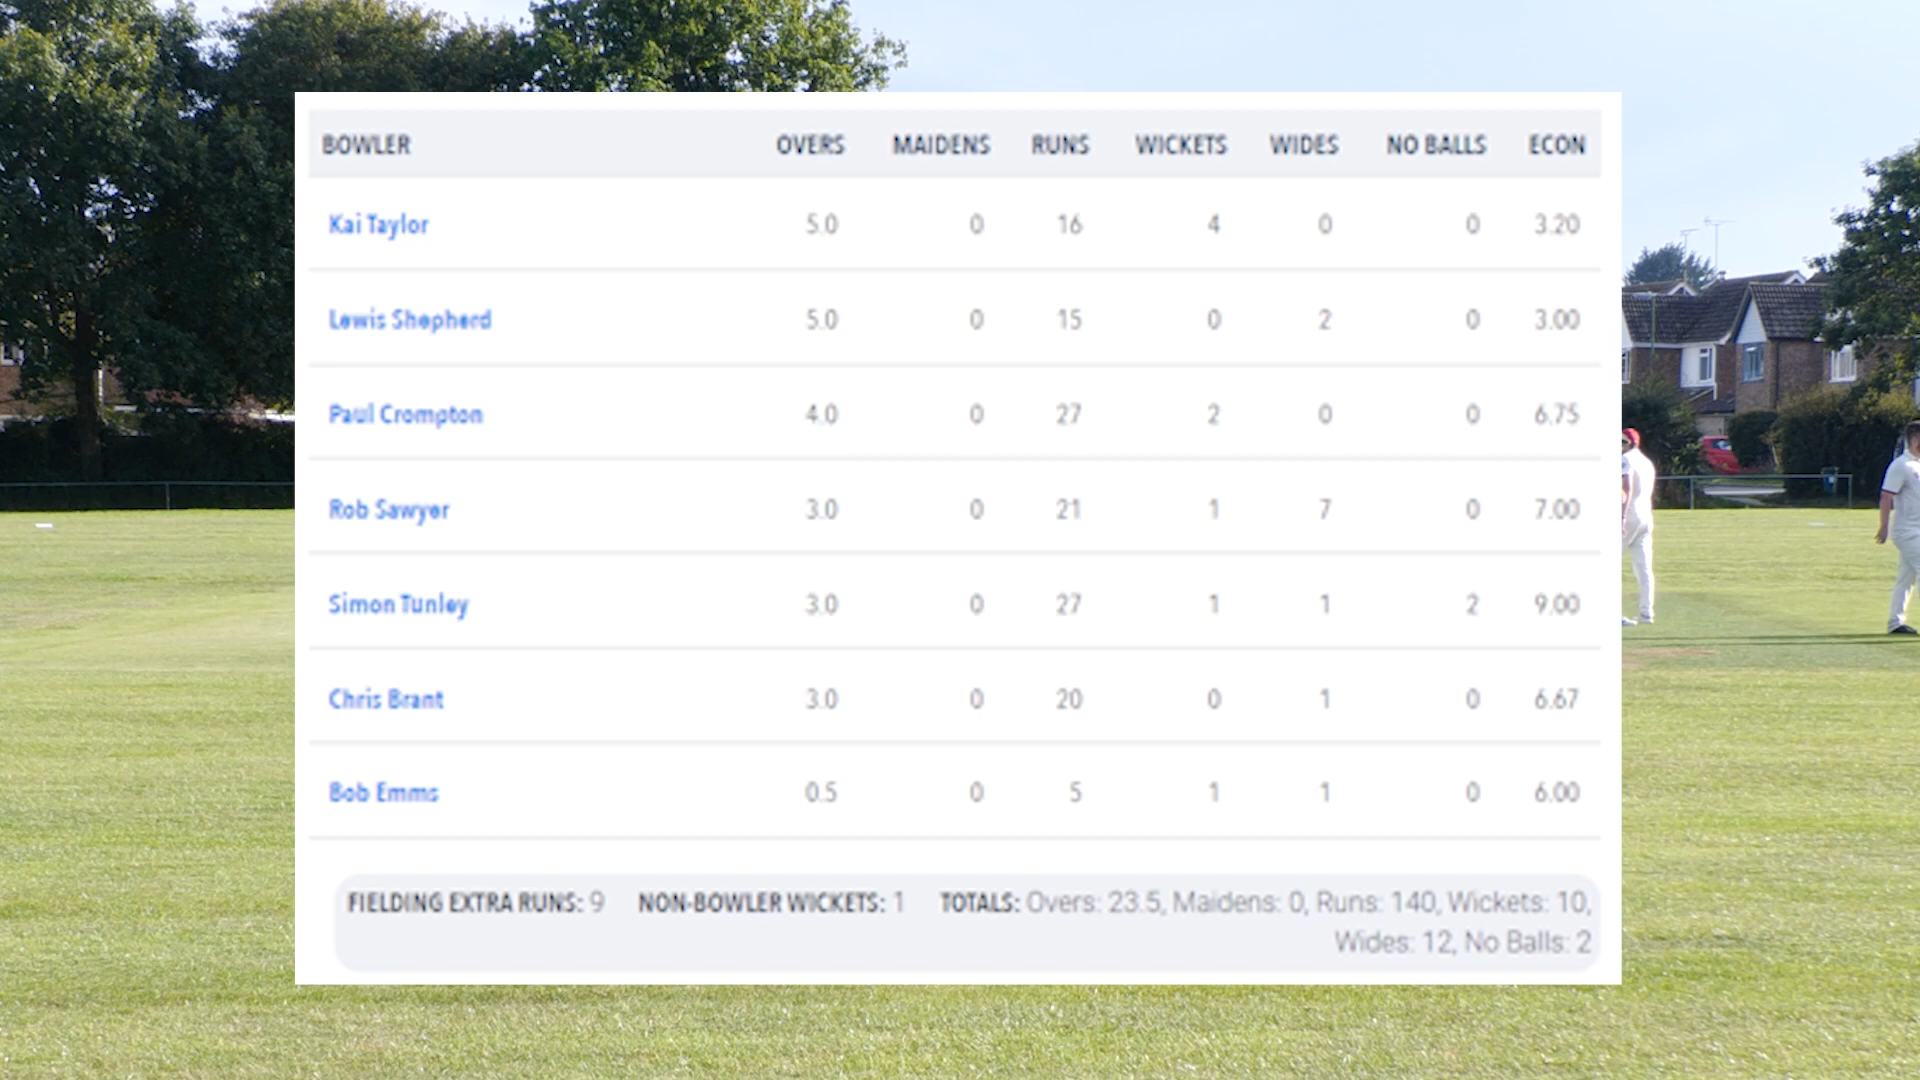 BOWLER OVERS MAIDENS RUNS WICKETS WIDES NO BALLS ECON
Kai Taylor 5.0 0 16 4 0 0 3.20
Lewis Shepherd 5.0 0 15 0 2 0 3.00
Paul Crompton 4.0 0 27 2 0 0 6.75
Rob Sawyer 3.0 0 21 1 7 0 7.00
Simon Tunley 3.0 0 27 1 1 2 9.00
Chris Brant 3.0 0 20 0 1 0 6.67
Bob Emms 0.5 0 5 1 1 0 6.00
FIELDING EXTRA RUNS: 9 NON-BOWLER WICKETS: 1 TOTALS: Overs: 23.5, Maidens: 0, Runs: 140, Wickets: 10,
Wides: 12, No Balls: 2